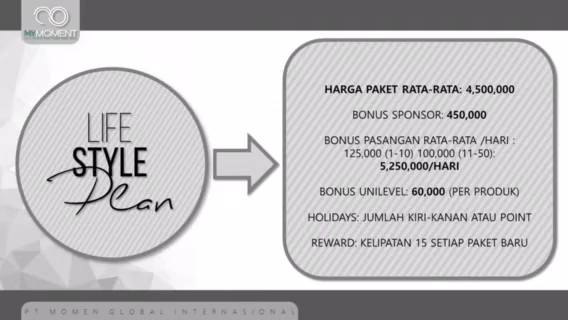 MYMOMENT
LIFE
STYLE
Plan
HARGA PAKET RATA-RATA: 4,500,000
BONUS SPONSOR: 450,000
BONUS PASANGAN RATA-RATA /HARI :
125,000 (1-10) 100,000 (11-50):
5,250,000/HARI
BONUS UNILEVEL: 60,000 (PER PRODUK)
HOLIDAYS: JUMLAH KIRI-KANAN ATAU POINT
REWARD: KELIPATAN 15 SETIAP PAKET BARU
PT MOMEN GLOBAL INTERNASIONAL